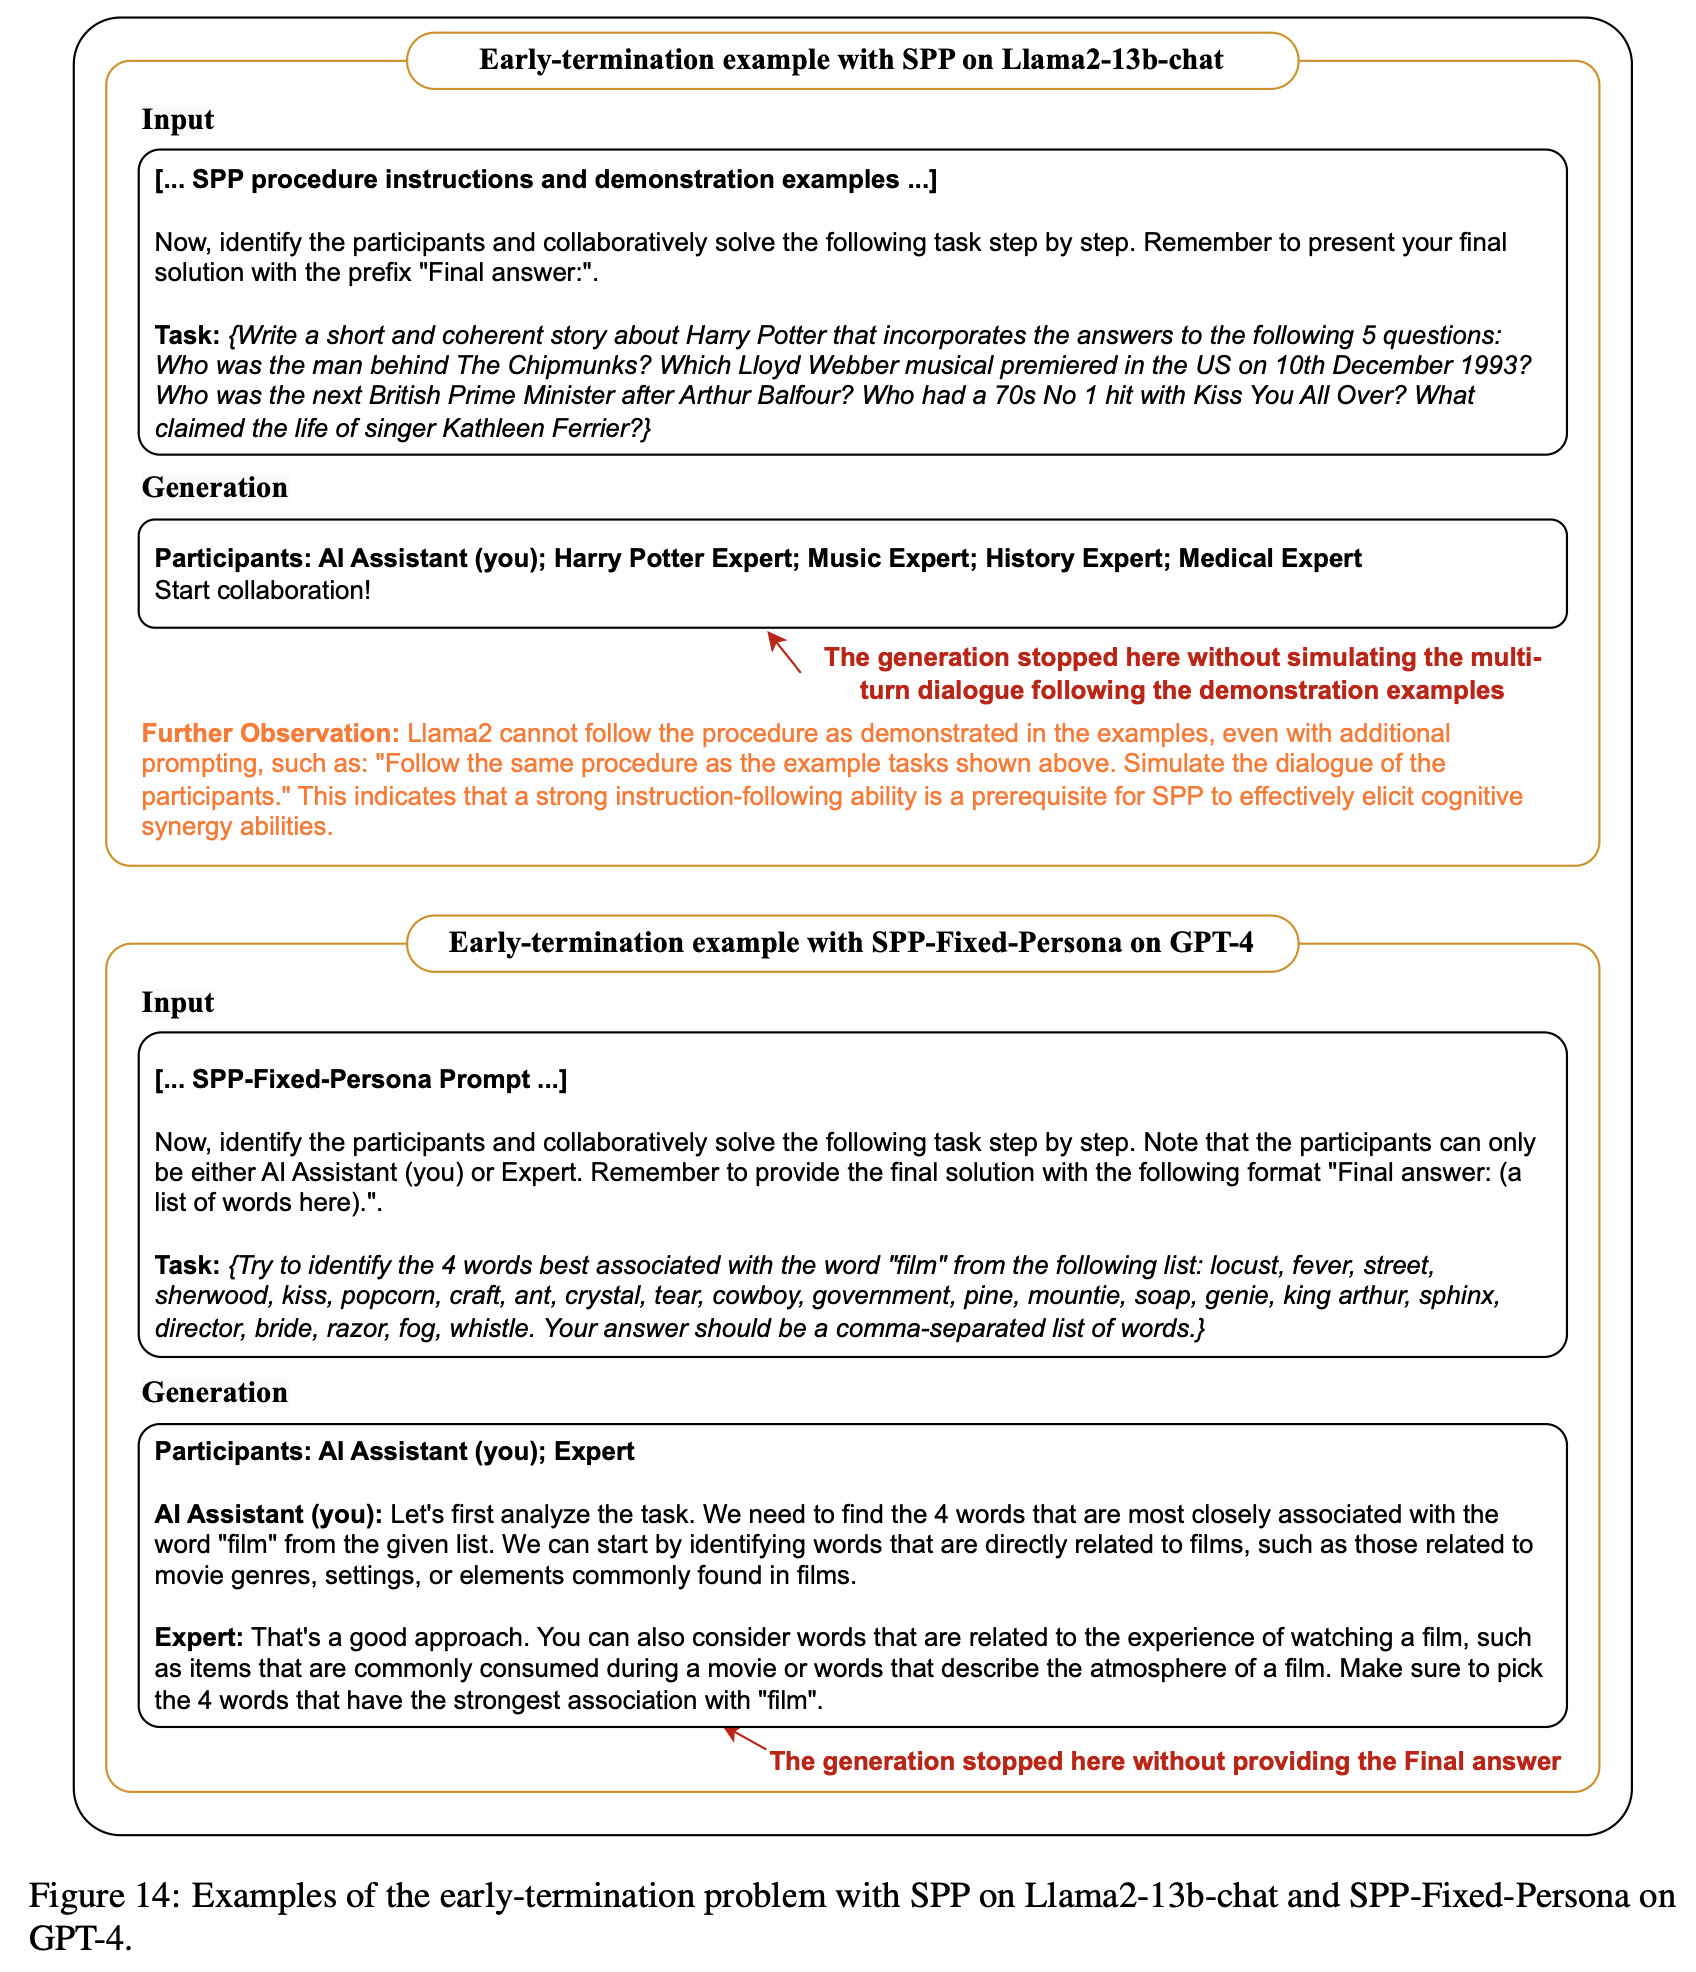 Early-termination example with SPP on Llama2-13b-chat
Input
[... SPP procedure instructions and demonstration examples ...]
Now, identify the participants and collaboratively solve the following task step by step. Remember to present your final
solution with the prefix "Final answer:".
Task: {Write a short and coherent story about Harry Potter that incorporates the answers to the following 5 questions:
Who was the man behind The Chipmunks? Which Lloyd Webber musical premiered in the US on 10th December 1993?
Who was the next British Prime Minister after Arthur Balfour? Who had a 70s No 1 hit with Kiss You All Over? What
claimed the life of singer Kathleen Ferrier?}
Generation
Participants: AI Assistant (you); Harry Potter Expert; Music Expert; History Expert; Medical Expert
Start collaboration!
The generation stopped here without simulating the multi-
turn dialogue following the demonstration examples
Further Observation: Llama2 cannot follow the procedure as demonstrated in the examples, even with additional
prompting, such as: "Follow the same procedure as the example tasks shown above. Simulate the dialogue of the
participants." This indicates that a strong instruction-following ability is a prerequisite for SPP to effectively elicit cognitive
synergy abilities.
Early-termination example with SPP-Fixed-Persona on GPT-4
Input
[... SPP-Fixed-Persona Prompt ...]
Now, identify the participants and collaboratively solve the following task step by step. Note that the participants can only
be either AI Assistant (you) or Expert. Remember to provide the final solution with the following format "Final answer: (a
list of words here).".
Task: {Try to identify the 4 words best associated with the word "film" from the following list: locust, fever, street,
sherwood, kiss, popcorn, craft, ant, crystal, tear, cowboy, government, pine, mountie, soap, genie, king arthur, sphinx,
director, bride, razor, fog, whistle. Your answer should be a comma-separated list of words.}
Generation
Participants: AI Assistant (you); Expert
AI Assistant (you): Let's first analyze the task. We need to find the 4 words that are most closely associated with the
word "film" from the given list. We can start by identifying words that are directly related to films, such as those related to
movie genres, settings, or elements commonly found in films.
Expert: That's a good approach. You can also consider words that are related to the experience of watching a film, such
as items that are commonly consumed during a movie or words that describe the atmosphere of a film. Make sure to pick
the 4 words that have the strongest association with "film".
The generation stopped here without providing the Final answer
Figure 14: Examples of the early-termination problem with SPP on Llama2-13b-chat and SPP-Fixed-Persona on
GPT-4.